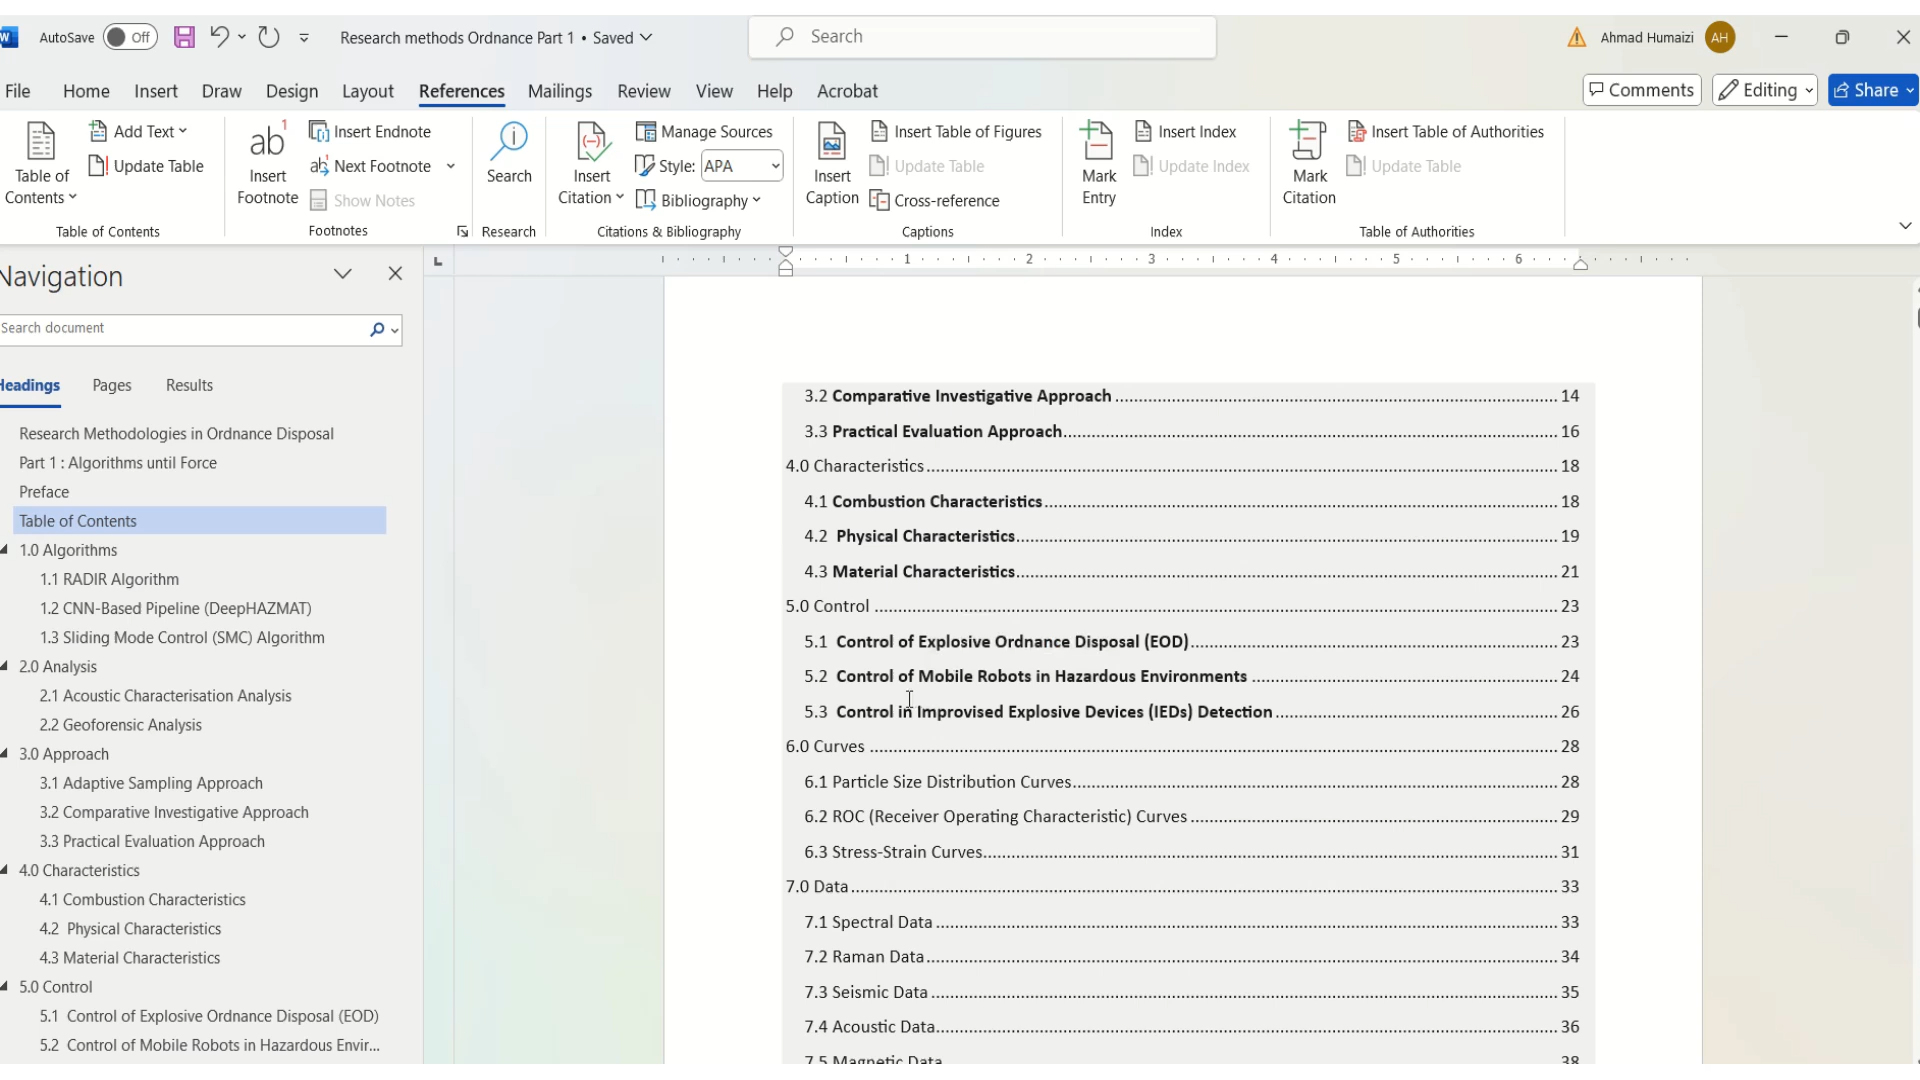 W AutoSave Off Research methods Ordnance Part 1 • Saved Search Ahmad Humaizi AH
File Home Insert Draw Design Layout References Mailings Review View Help Acrobat Comments Editing Share
Table of Contents
Add Text
Update Table
Table of Contents
ab
Insert Footnote
Insert Endnote
ab Next Footnote
Show Notes
Footnotes
Search
Research
Insert Citation
Manage Sources
Style: APA
Bibliography
Citations & Bibliography
Insert Caption
Insert Table of Figures
Update Table
Cross-reference
Captions
Mark Entry
Insert Index
Update Index
Index
Mark Citation
Insert Table of Authorities
Update Table
Table of Authorities
Navigation
Search document
Headings Pages Results
Research Methodologies in Ordnance Disposal
Part 1 : Algorithms until Force
Preface
Table of Contents
1.0 Algorithms
1.1 RADIR Algorithm
1.2 CNN-Based Pipeline (DeepHAZMAT)
1.3 Sliding Mode Control (SMC) Algorithm
2.0 Analysis
2.1 Acoustic Characterisation Analysis
2.2 Geoforensic Analysis
3.0 Approach
3.1 Adaptive Sampling Approach
3.2 Comparative Investigative Approach
3.3 Practical Evaluation Approach
4.0 Characteristics
4.1 Combustion Characteristics
4.2 Physical Characteristics
4.3 Material Characteristics
5.0 Control
5.1 Control of Explosive Ordnance Disposal (EOD)
5.2 Control of Mobile Robots in Hazardous Envir...
L 1 2 3 4 5 6
3.2 Comparative Investigative Approach 14
3.3 Practical Evaluation Approach 16
4.0 Characteristics 18
4.1 Combustion Characteristics 18
4.2 Physical Characteristics 19
4.3 Material Characteristics 21
5.0 Control 23
5.1 Control of Explosive Ordnance Disposal (EOD) 23
5.2 Control of Mobile Robots in Hazardous Environments 24
5.3 Control in Improvised Explosive Devices (IEDs) Detection 26
6.0 Curves 28
6.1 Particle Size Distribution Curves 28
6.2 ROC (Receiver Operating Characteristic) Curves 29
6.3 Stress-Strain Curves 31
7.0 Data 33
7.1 Spectral Data 33
7.2 Raman Data 34
7.3 Seismic Data 35
7.4 Acoustic Data 36
7.5 Magnetic Data 38